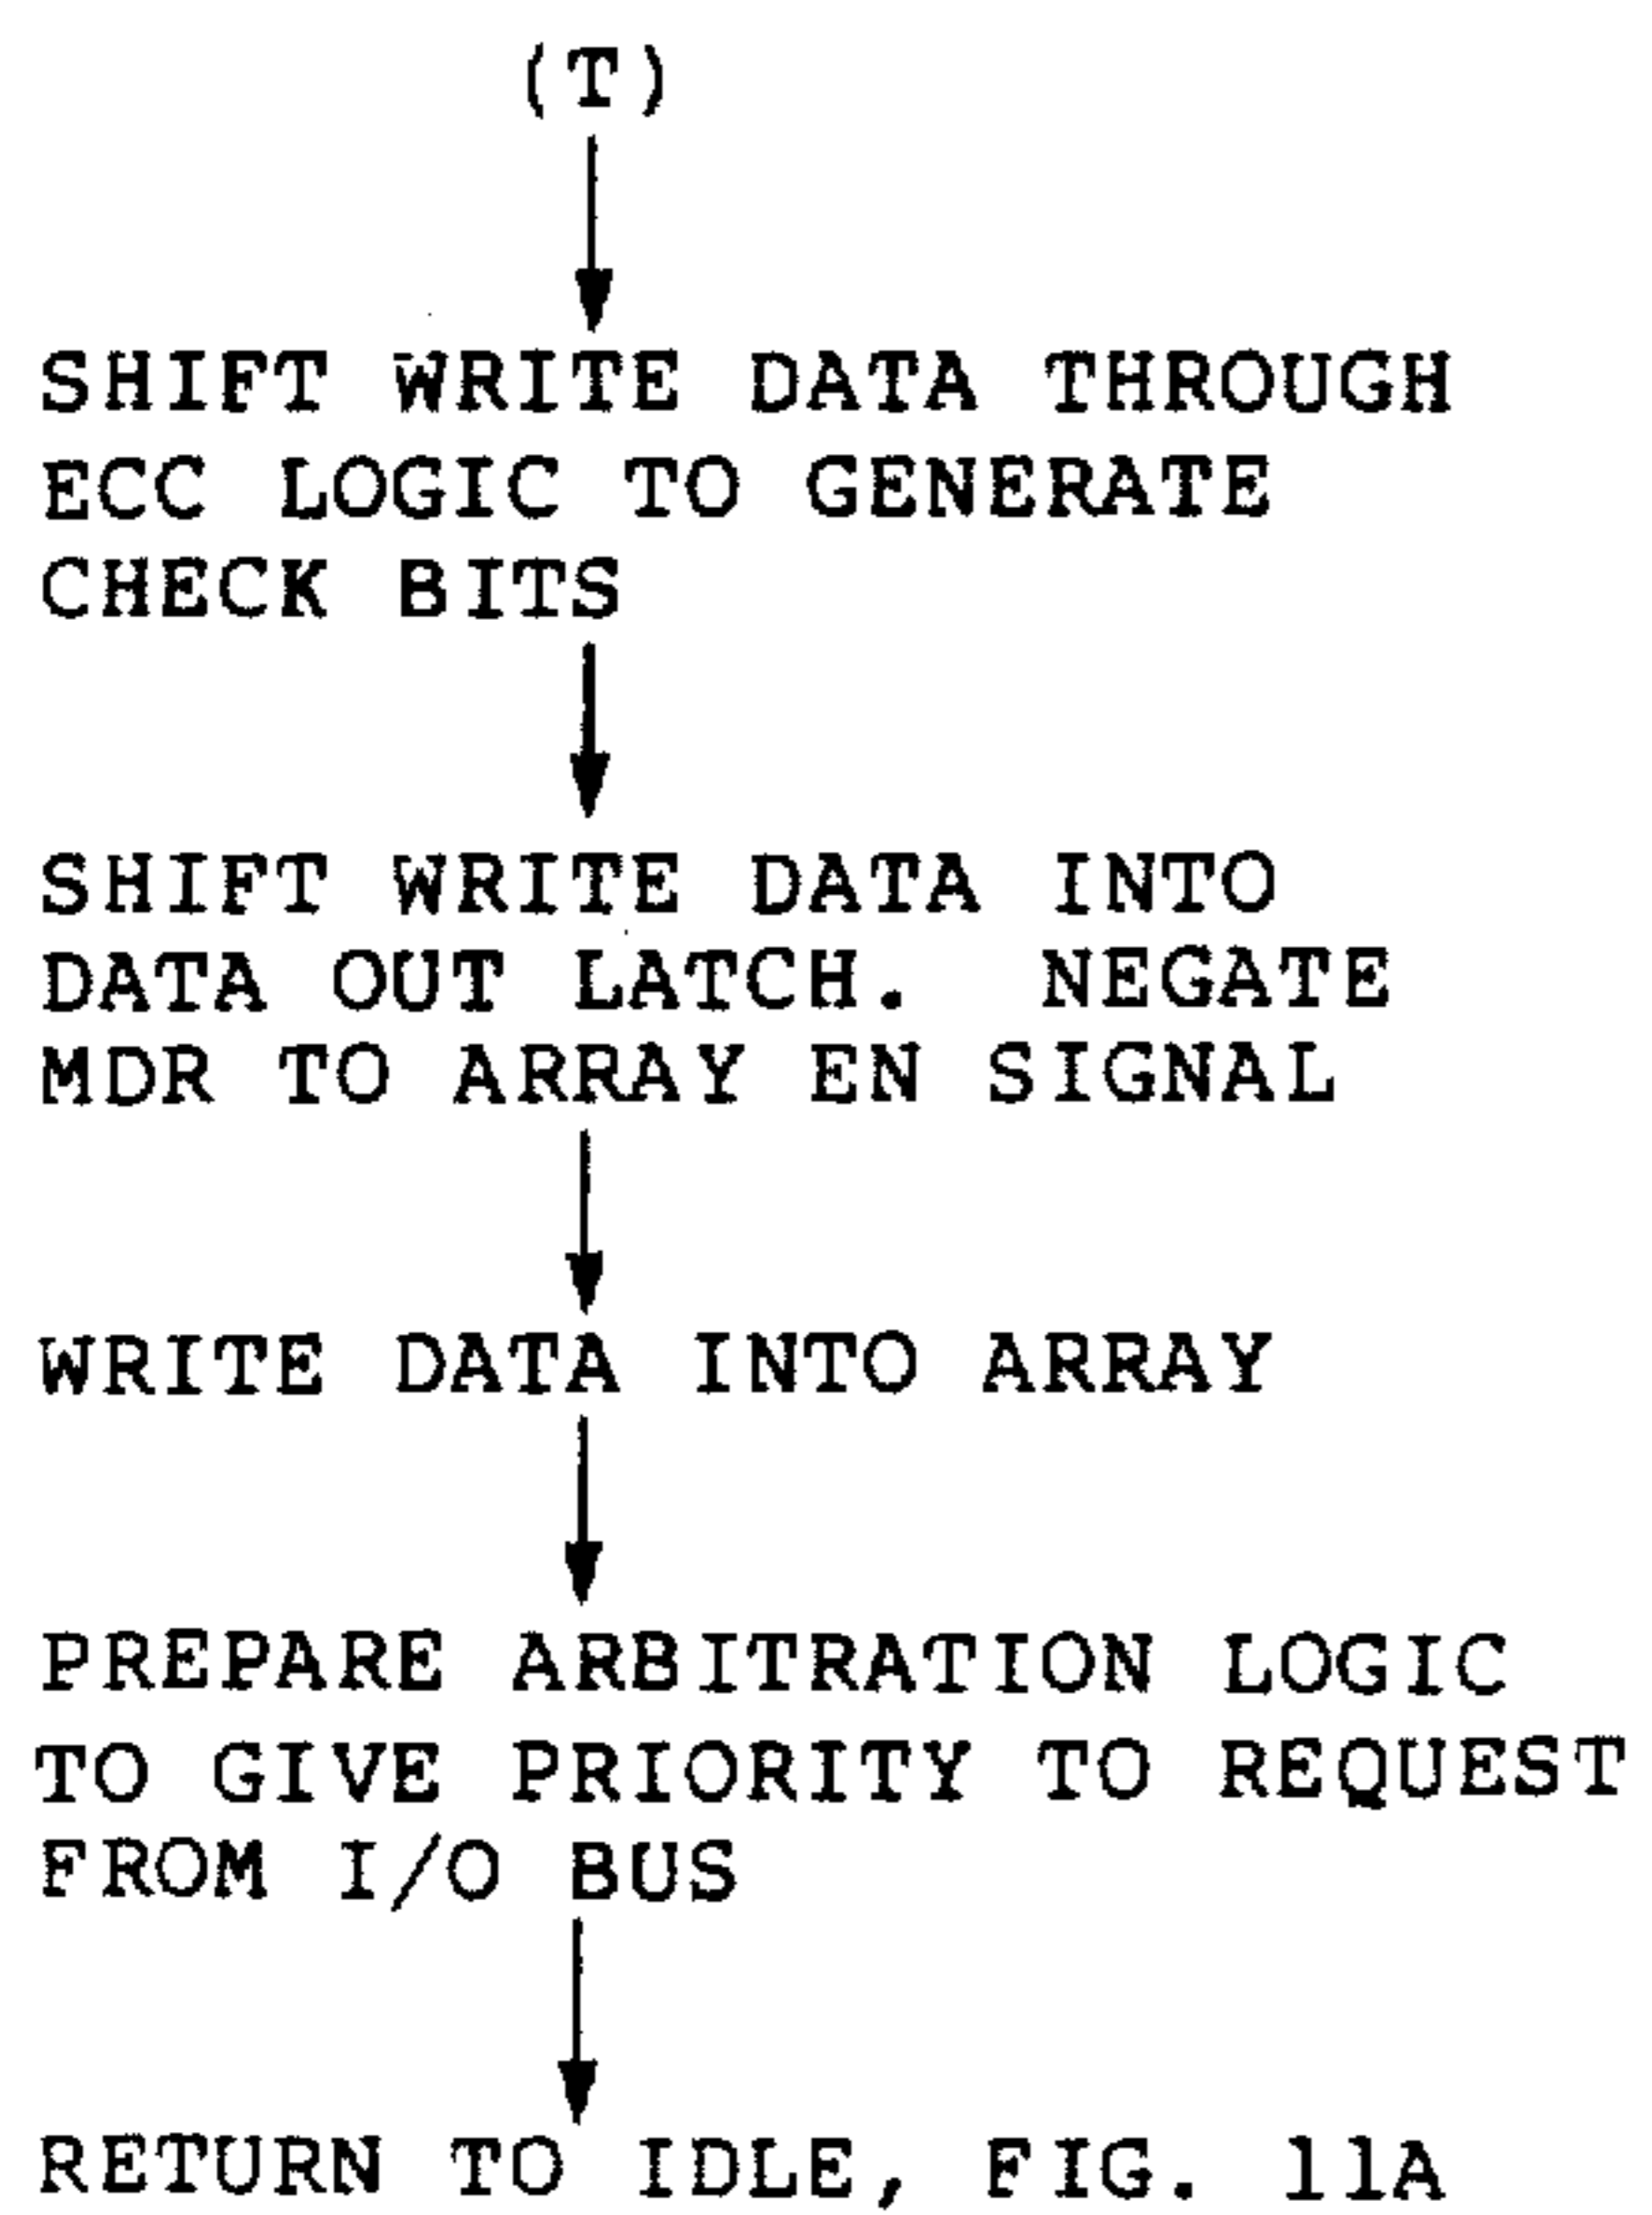 (T)
SHIFT WRITE DATA THROUGH
ECC LOGIC TO GENERATE
CHECK BITS
SHIFT WRITE DATA INTO
DATA OUT LATCH. NEGATE
MDR TO ARRAY EN SIGNAL
WRITE DATA INTO ARRAY
PREPARE ARBITRATION LOGIC
TO GIVE PRIORITY TO REQUEST
FROM I/O BUS
RETURN TO IDLE, FIG. 11A